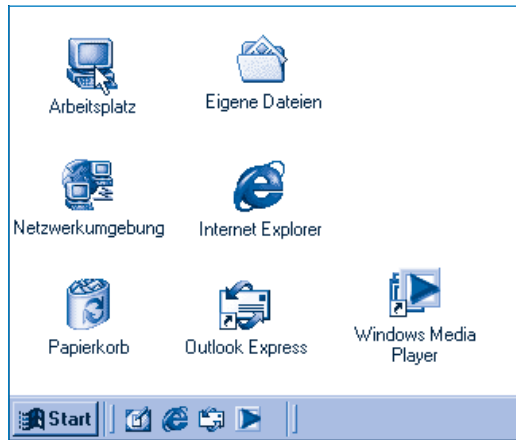 Arbeitsplatz
Eigene Dateien
Netzwerkumgebung
Internet Explorer
Papierkorb
Outlook Express
Windows Media
Player
Start